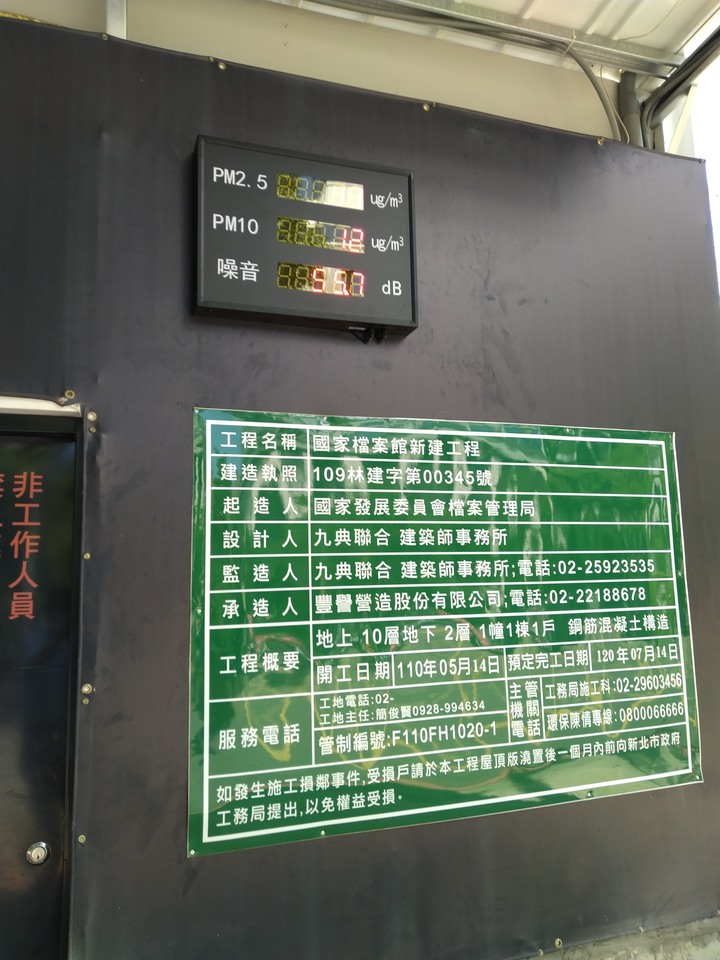 PM2.5 ug/m³
PM10 12 ug/m³
噪音 dB
工程名稱 國家檔案館新建工程
建造執照 109林建字第00345號
起造人 國家發展委員會檔案管理局
設計人 九典聯合 建築師事務所
監造人 九典聯合 建築師事務所;電話:02-25923535
承造人 豐譽營造股份有限公司;電話:02-22188678
工程概要 地上 10層地下 2層 1幢1棟1戶 鋼筋混凝土構造
開工日期 110年05月14日 預定完工日期 120年07月14日
服務電話 工地電話:02-
工地主任:簡俊賢0928-994634
管制編號:F110FH1020-1
主管機關電話 工務局施工科:02-29603456
環保陳情專線:0800066666
如發生施工損鄰事件,受損戶請於本工程屋頂版澆置後一個月內前向新北市政府
工務局提出,以免權益受損。
非工作人員